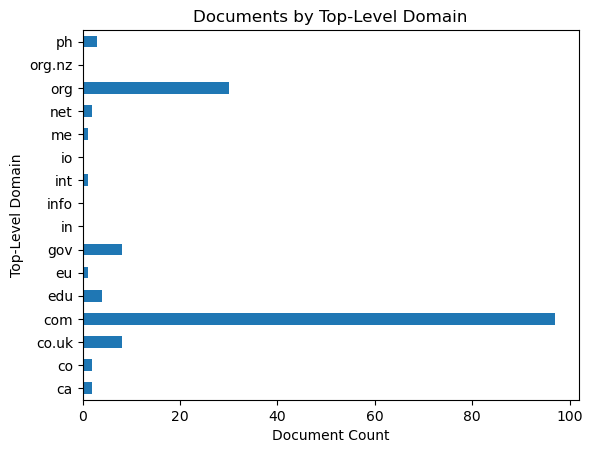 Documents by Top-Level Domain
ph
org.nz
org
net
me
io
int
info
in
gov
eu
edu
com
co.uk
co
ca
Top-Level Domain
0 20 40 60 80 100
Document Count